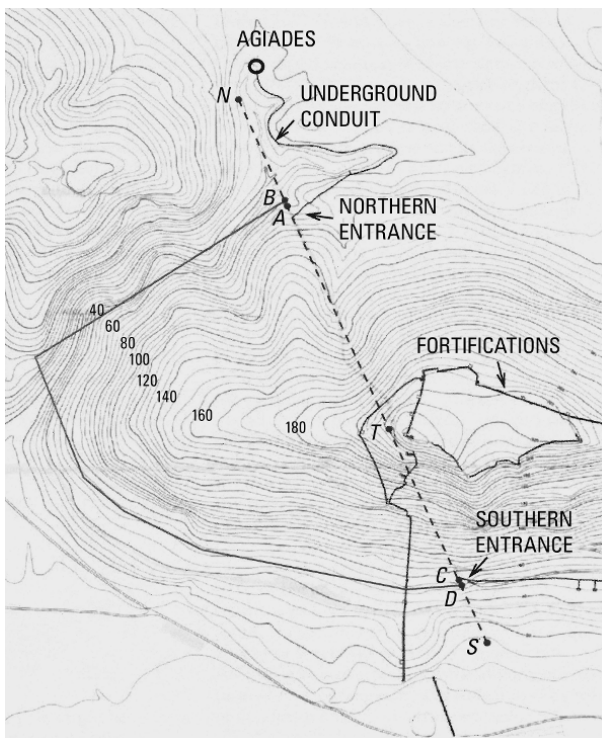 AGIADES
N
UNDERGROUND
CONDUIT
B
A
NORTHERN
ENTRANCE
40
60
80
100
120
140
160
180
FORTIFICATIONS
T
SOUTHERN
ENTRANCE
C
D
S